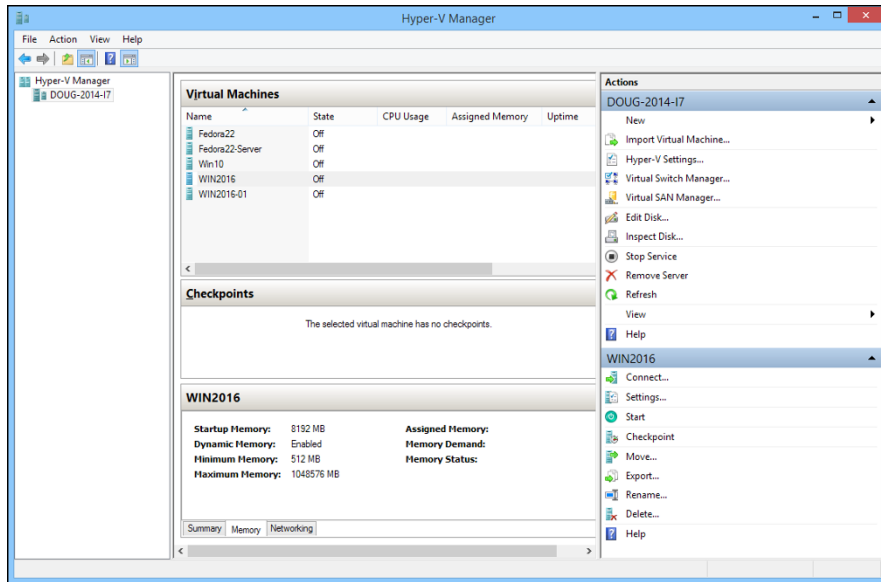 Hyper-V Manager
File Action View Help
Hyper-V Manager
DOUG-2014-I7
Virtual Machines
Name State CPU Usage Assigned Memory Uptime
Fedora22 Off
Fedora22-Server Off
Win10 Off
WIN2016 Off
WIN2016-01 Off
Checkpoints
The selected virtual machine has no checkpoints.
WIN2016
Startup Memory: 8192 MB Assigned Memory:
Dynamic Memory: Enabled Memory Demand:
Minimum Memory: 512 MB Memory Status:
Maximum Memory: 1048576 MB
Summary Memory Networking
Actions
DOUG-2014-I7
New
Import Virtual Machine...
Hyper-V Settings...
Virtual Switch Manager...
Virtual SAN Manager...
Edit Disk...
Inspect Disk...
Stop Service
Remove Server
Refresh
View
Help
WIN2016
Connect...
Settings...
Start
Checkpoint
Move...
Export...
Rename...
Delete...
Help